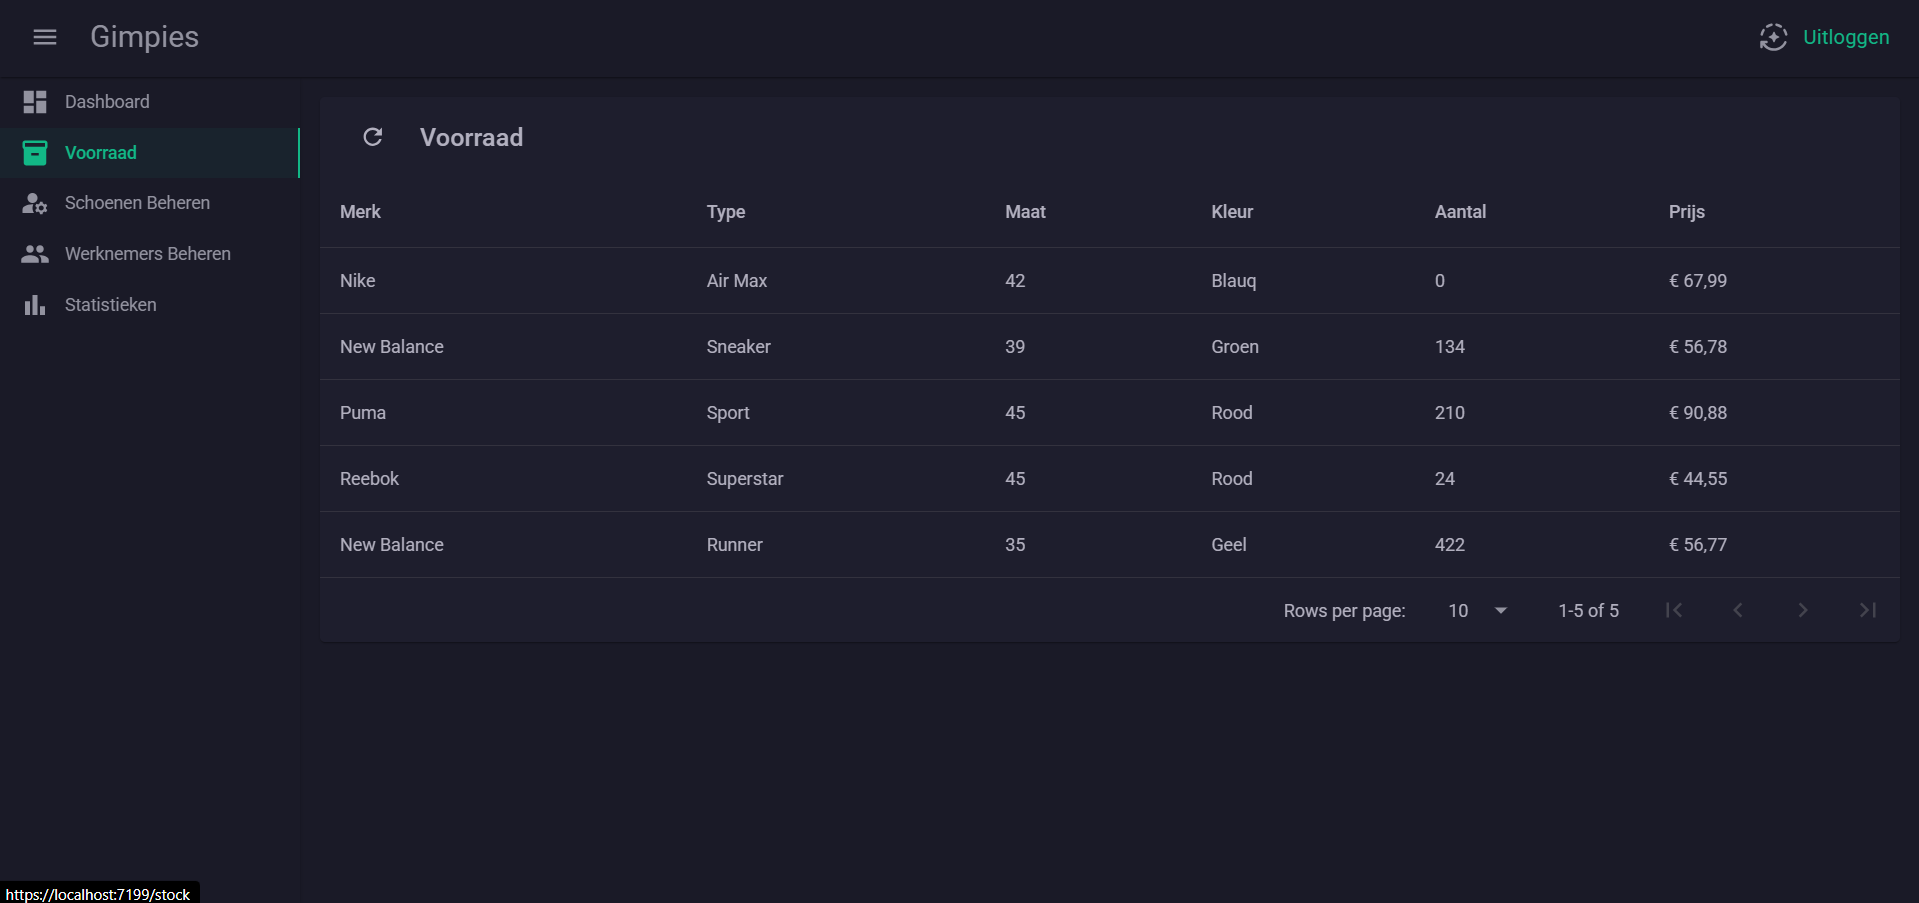 Gimpies
Uitloggen
Dashboard
Voorraad
Schoenen Beheren
Werknemers Beheren
Statistieken
Voorraad
Merk Type Maat Kleur Aantal Prijs
Nike Air Max 42 Blauq 0 € 67,99
New Balance Sneaker 39 Groen 134 € 56,78
Puma Sport 45 Rood 210 € 90,88
Reebok Superstar 45 Rood 24 € 44,55
New Balance Runner 35 Geel 422 € 56,77
Rows per page: 10 1-5 of 5
https://localhost:7199/stock